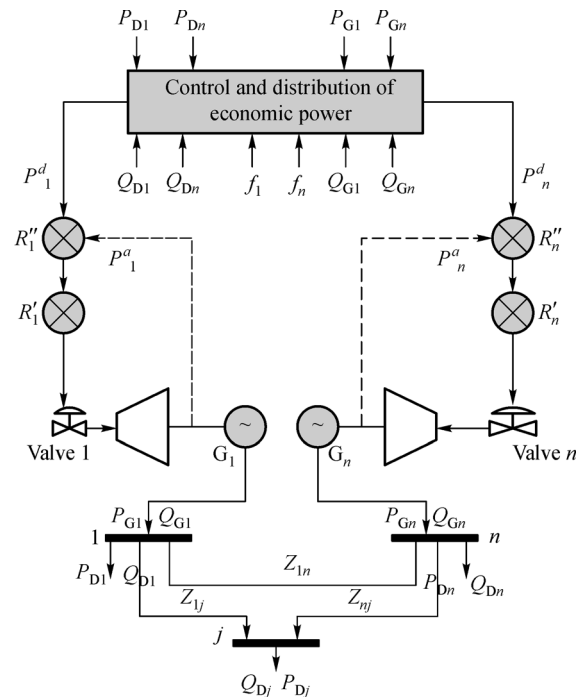 P_D1 P_Dn P_G1 P_Gn
Control and distribution of
economic power
P^d_1 Q_D1 Q_Dn f_1 f_n Q_G1 Q_Gn P^d_n
R''_1 P^a_1 P^a_n R''_n
R'_1 R'_n
~ ~
Valve 1 G_1 G_n Valve n
P_G1 Q_G1 P_Gn Q_Gn
1 n
P_D1 Q_D1 Z_1n P_Dn Q_Dn
Z_1j Z_nj
j
Q_Dj P_Dj